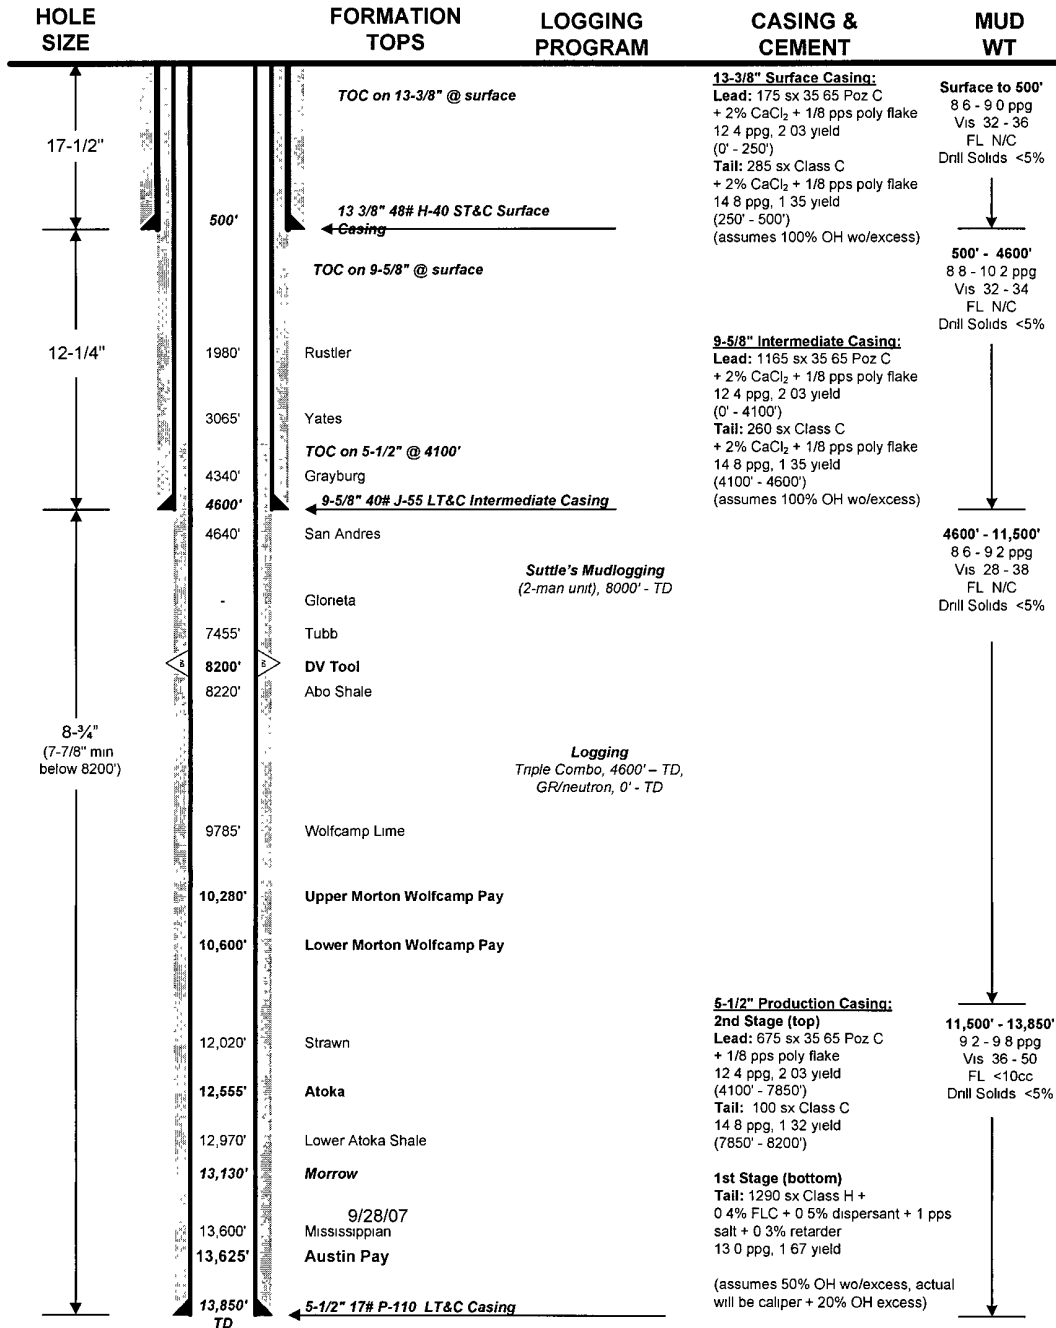 HOLE SIZE
FORMATION TOPS
LOGGING PROGRAM
CASING & CEMENT
MUD WT
17-1/2"
12-1/4"
8-¾"
(7-7/8" min
below 8200')
TOC on 13-3/8" @ surface
500'
13 3/8" 48# H-40 ST&C Surface
Casing
TOC on 9-5/8" @ surface
1980' Rustler
3065' Yates
TOC on 5-1/2" @ 4100'
4340' Grayburg
4600' 9-5/8" 40# J-55 LT&C Intermediate Casing
4640' San Andres
- Glorieta
7455' Tubb
8200' DV Tool
8220' Abo Shale
9785' Wolfcamp Lime
10,280' Upper Morton Wolfcamp Pay
10,600' Lower Morton Wolfcamp Pay
12,020' Strawn
12,555' Atoka
12,970' Lower Atoka Shale
13,130' Morrow
9/28/07
13,600' Mississippian
13,625' Austin Pay
13,850' 5-1/2" 17# P-110 LT&C Casing
TD
Suttle's Mudlogging
(2-man unit), 8000' - TD
Logging
Triple Combo, 4600' – TD,
GR/neutron, 0' - TD
13-3/8" Surface Casing:
Lead: 175 sx 35 65 Poz C
+ 2% CaCl₂ + 1/8 pps poly flake
12 4 ppg, 2 03 yield
(0' - 250')
Tail: 285 sx Class C
+ 2% CaCl₂ + 1/8 pps poly flake
14 8 ppg, 1 35 yield
(250' - 500')
(assumes 100% OH wo/excess)
9-5/8" Intermediate Casing:
Lead: 1165 sx 35 65 Poz C
+ 2% CaCl₂ + 1/8 pps poly flake
12 4 ppg, 2 03 yield
(0' - 4100')
Tail: 260 sx Class C
+ 2% CaCl₂ + 1/8 pps poly flake
14 8 ppg, 1 35 yield
(4100' - 4600')
(assumes 100% OH wo/excess)
5-1/2" Production Casing:
2nd Stage (top)
Lead: 675 sx 35 65 Poz C
+ 1/8 pps poly flake
12 4 ppg, 2 03 yield
(4100' - 7850')
Tail: 100 sx Class C
14 8 ppg, 1 32 yield
(7850' - 8200')
1st Stage (bottom)
Tail: 1290 sx Class H +
0 4% FLC + 0 5% dispersant + 1 pps
salt + 0 3% retarder
13 0 ppg, 1 67 yield
(assumes 50% OH wo/excess, actual
will be caliper + 20% OH excess)
Surface to 500'
8 6 - 9 0 ppg
Vis 32 - 36
FL N/C
Drill Solids <5%
500' - 4600'
8 8 - 10 2 ppg
Vis 32 - 34
FL N/C
Drill Solids <5%
4600' - 11,500'
8 6 - 9 2 ppg
Vis 28 - 38
FL N/C
Drill Solids <5%
11,500' - 13,850'
9 2 - 9 8 ppg
Vis 36 - 50
FL <10cc
Drill Solids <5%